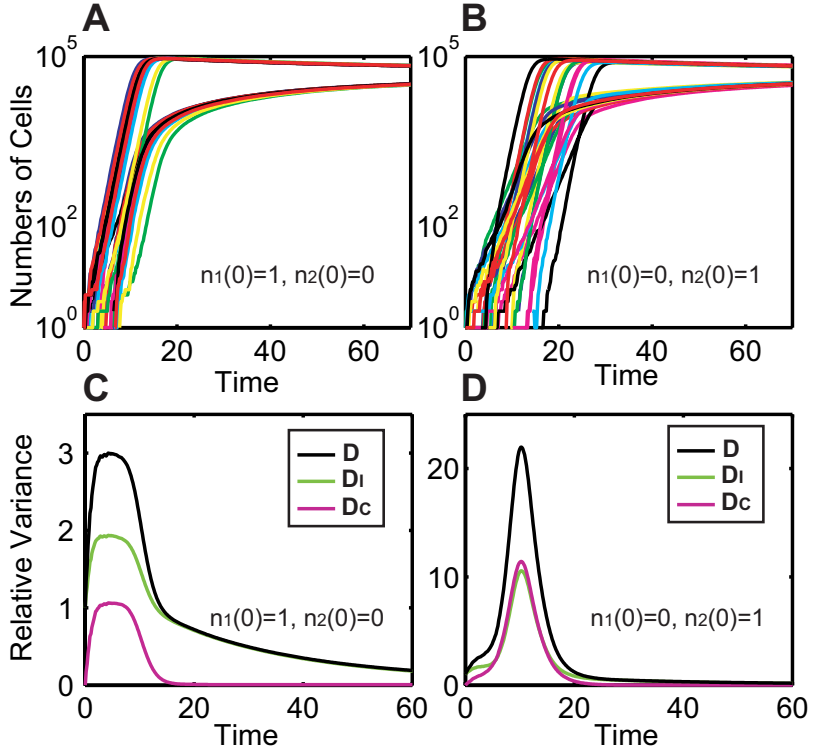 A
B
Numbers of Cells
10^5
10^2
10^0
n1(0)=1, n2(0)=0
0 20 40 60
Time
10^5
10^2
10^0
n1(0)=0, n2(0)=1
0 20 40 60
Time
C
D
Relative Variance
3
2
1
0
D
DI
DC
n1(0)=1, n2(0)=0
0 20 40 60
Time
20
10
0
D
DI
DC
n1(0)=0, n2(0)=1
0 20 40 60
Time